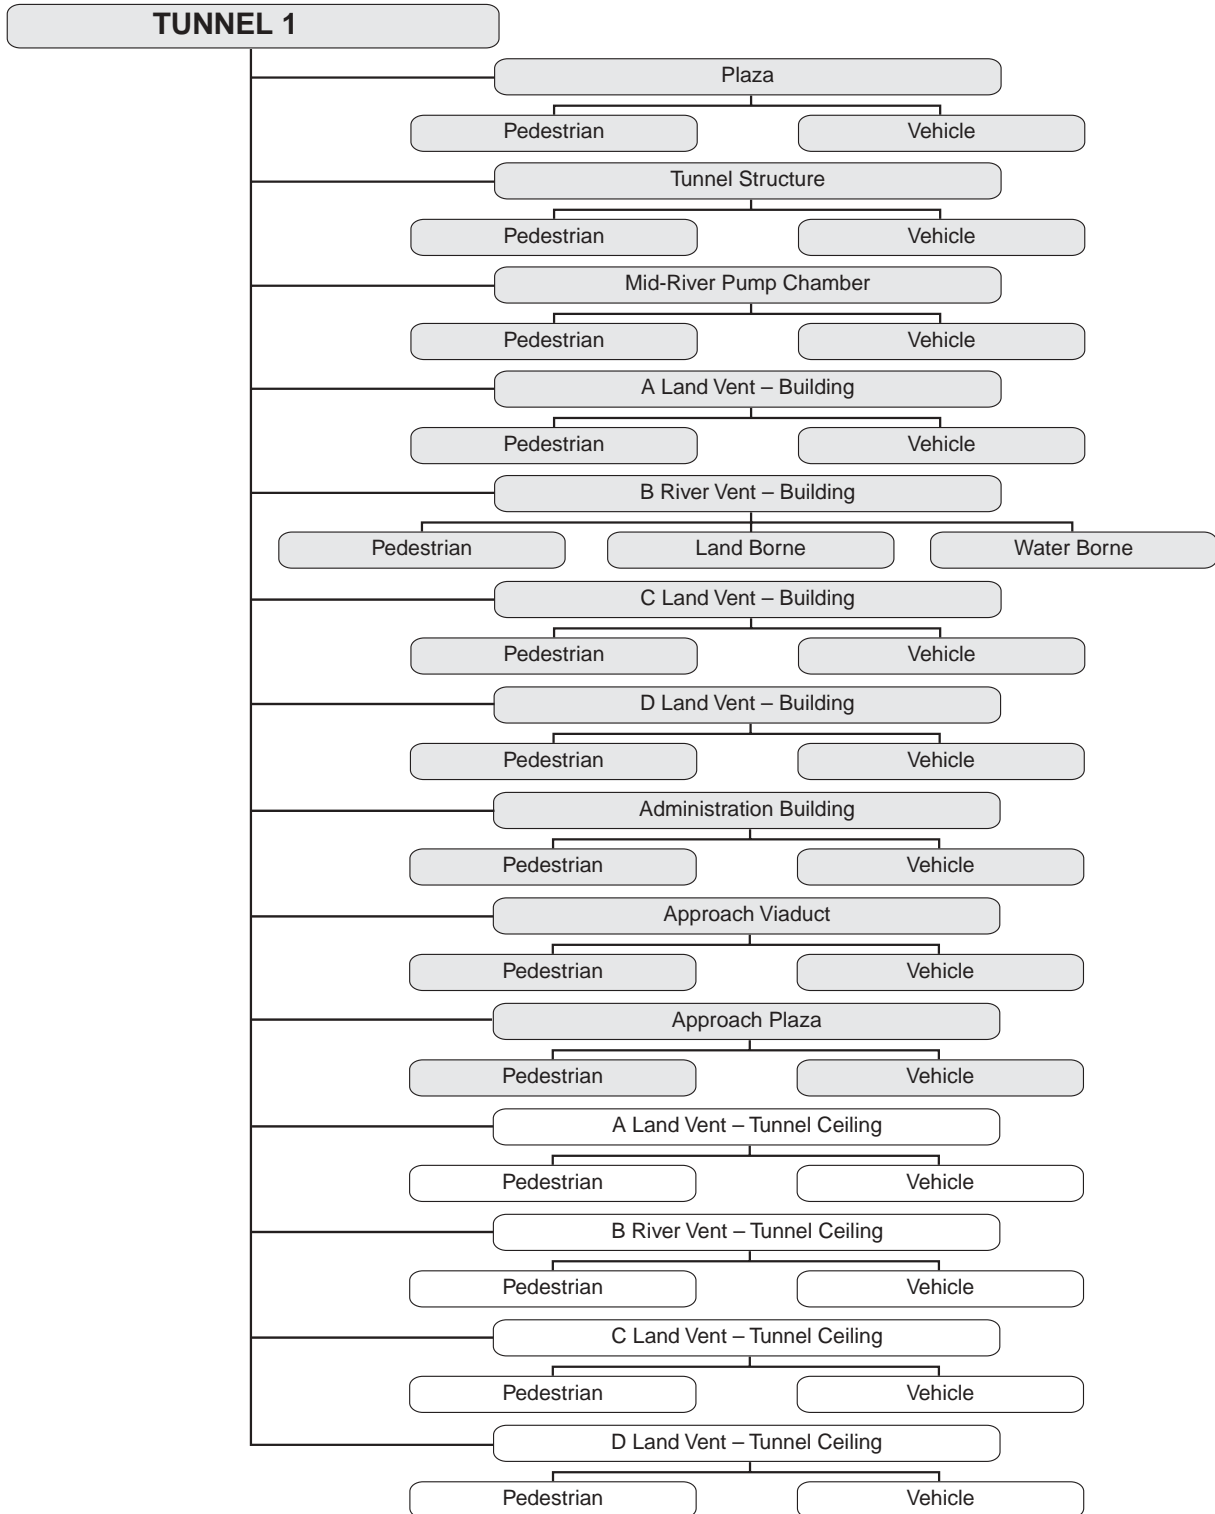 TUNNEL 1
Plaza
Pedestrian Vehicle
Tunnel Structure
Pedestrian Vehicle
Mid-River Pump Chamber
Pedestrian Vehicle
A Land Vent – Building
Pedestrian Vehicle
B River Vent – Building
Pedestrian Land Borne Water Borne
C Land Vent – Building
Pedestrian Vehicle
D Land Vent – Building
Pedestrian Vehicle
Administration Building
Pedestrian Vehicle
Approach Viaduct
Pedestrian Vehicle
Approach Plaza
Pedestrian Vehicle
A Land Vent – Tunnel Ceiling
Pedestrian Vehicle
B River Vent – Tunnel Ceiling
Pedestrian Vehicle
C Land Vent – Tunnel Ceiling
Pedestrian Vehicle
D Land Vent – Tunnel Ceiling
Pedestrian Vehicle